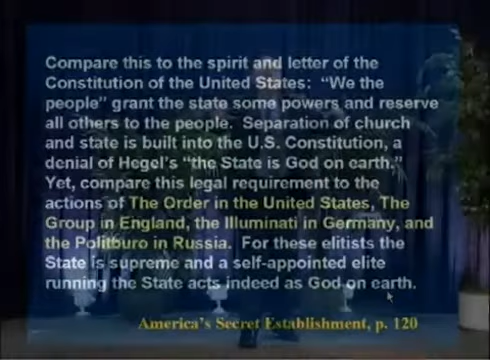 Compare this to the spirit and letter of the
Constitution of the United States:  “We the
people” grant the state some powers and reserve
all others to the people.  Separation of church
and state is built into the U.S. Constitution, a
denial of Hegel’s “the State is God on earth.”
Yet, compare this legal requirement to the
actions of The Order in the United States, The
Group in England, the Illuminati in Germany, and
the Politburo in Russia.  For these elitists the
State is supreme and a self-appointed elite
running the State acts indeed as God on earth.
America’s Secret Establishment, p. 120